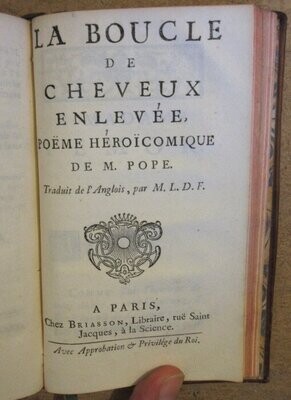 LA BOUCLE
DE
CHEVEUX
ENLEVÉE,
POËME HÉROÏCOMIQUE
DE M. POPE.
Traduit de l'Anglois, par M. L. D. F.
A PARIS,
Chez BRIASSON, Libraire, ruë Saint
Jacques, à la Science.
Avec Approbation & Privilége du Roi.